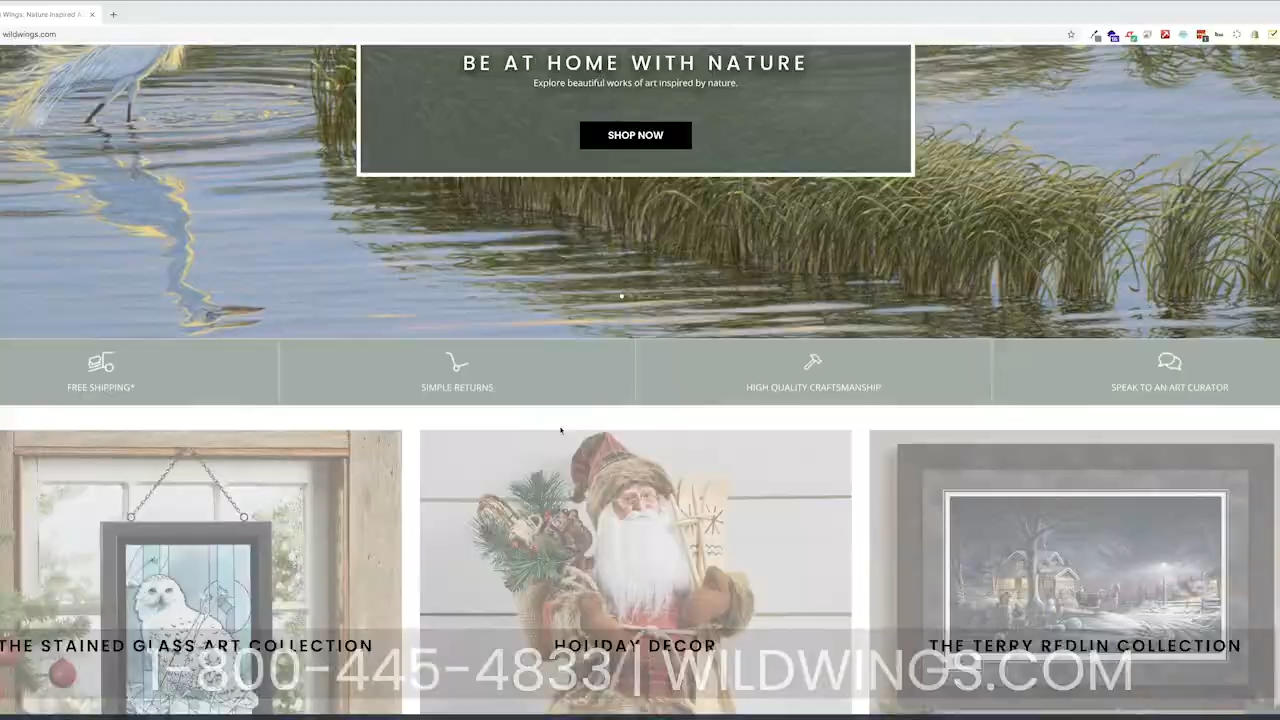 Wings: Nature Inspired A
wildwings.com
BE AT HOME WITH NATURE
Explore beautiful works of art inspired by nature.
SHOP NOW
FREE SHIPPING*
SIMPLE RETURNS
HIGH QUALITY CRAFTSMANSHIP
SPEAK TO AN ART CURATOR
THE STAINED GLASS ART COLLECTION
HOLIDAY DECOR
THE TERRY REDLIN COLLECTION
1-800-445-4833 | WILDWINGS.COM